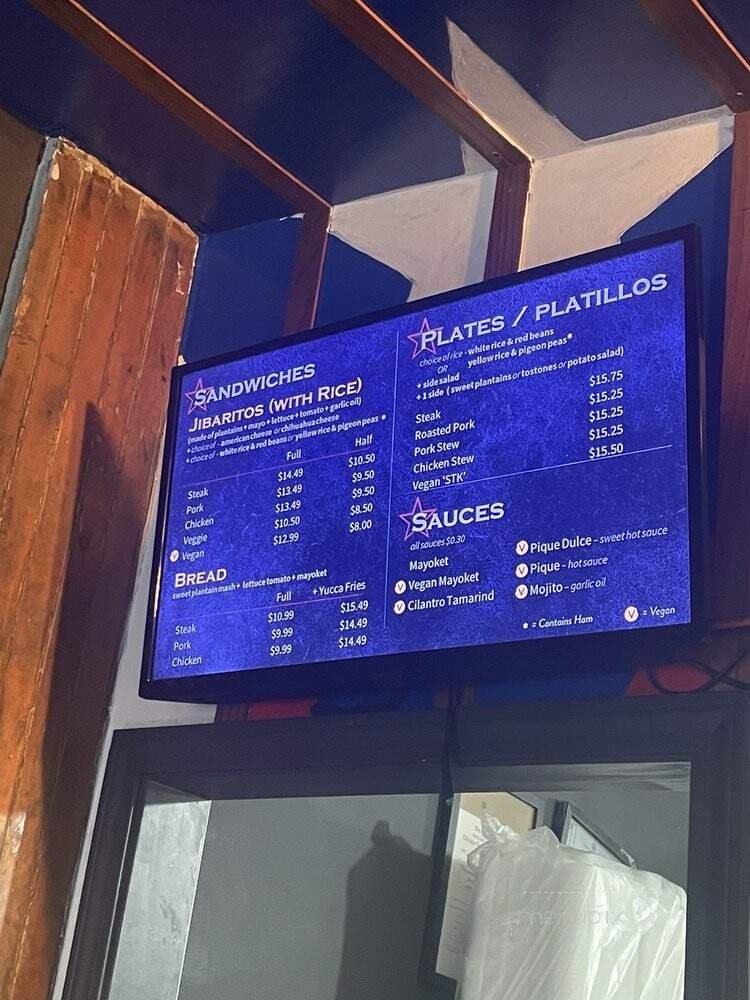 SANDWICHES
JIBARITOS (WITH RICE)
(made of plantains + mayo + lettuce + tomato + garlic oil)
+ choice of - american cheese or chihuahua cheese
+ choice of - white rice & red beans or yellow rice & pigeon peas *
Full Half
Steak $14.49 $10.50
Pork $13.49 $9.50
Chicken $13.49 $9.50
Veggie $10.50 $8.50
V Vegan $12.99 $8.00
BREAD
sweet plantain mash + lettuce tomato + mayoket
Full + Yucca Fries
Steak $10.99 $15.49
Pork $9.99 $14.49
Chicken $9.99 $14.49
PLATES / PLATILLOS
choice of rice - white rice & red beans
OR yellow rice & pigeon peas*
+ side salad
+ 1 side (sweet plantains or tostones or potato salad)
Steak $15.75
Roasted Pork $15.25
Pork Stew $15.25
Chicken Stew $15.25
Vegan 'STK' $15.50
SAUCES
all sauces $0.30
Mayoket
V Vegan Mayoket
V Cilantro Tamarind
V Pique Dulce - sweet hot sauce
V Pique - hot sauce
V Mojito - garlic oil
* = Contains Ham V = Vegan